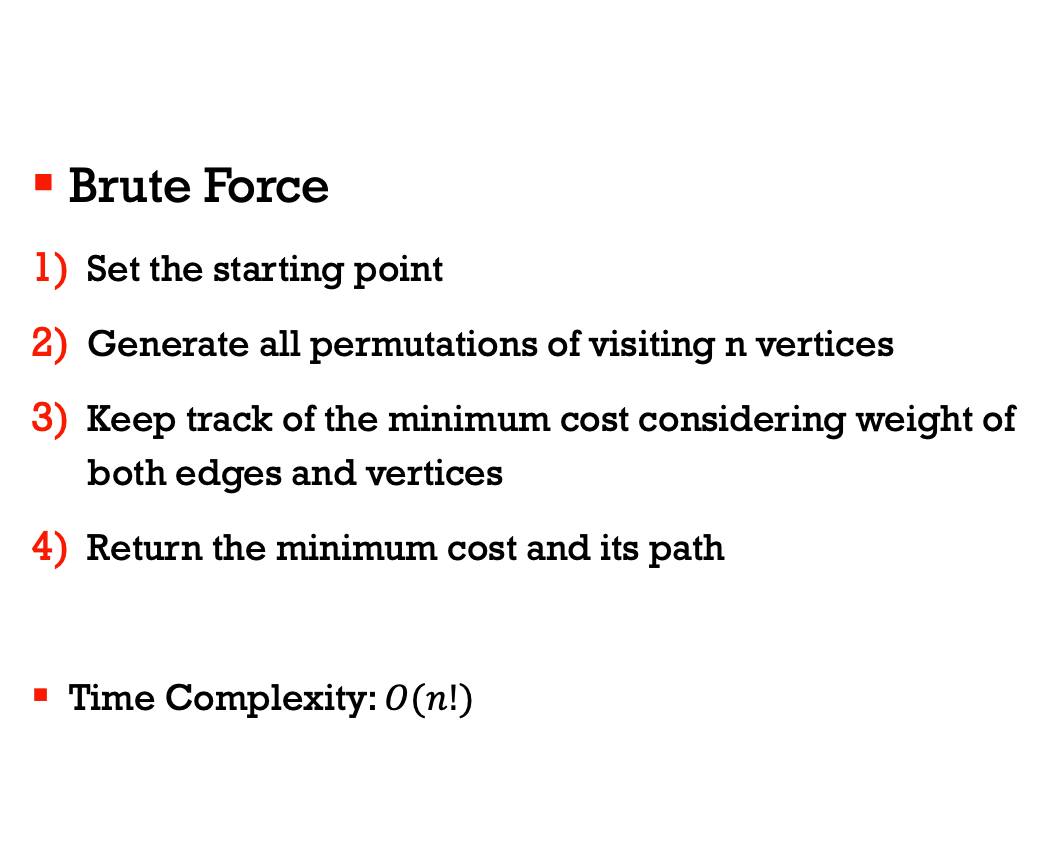 ▪ Brute Force
1) Set the starting point
2) Generate all permutations of visiting n vertices
3) Keep track of the minimum cost considering weight of
both edges and vertices
4) Return the minimum cost and its path
▪ Time Complexity: O(n!)